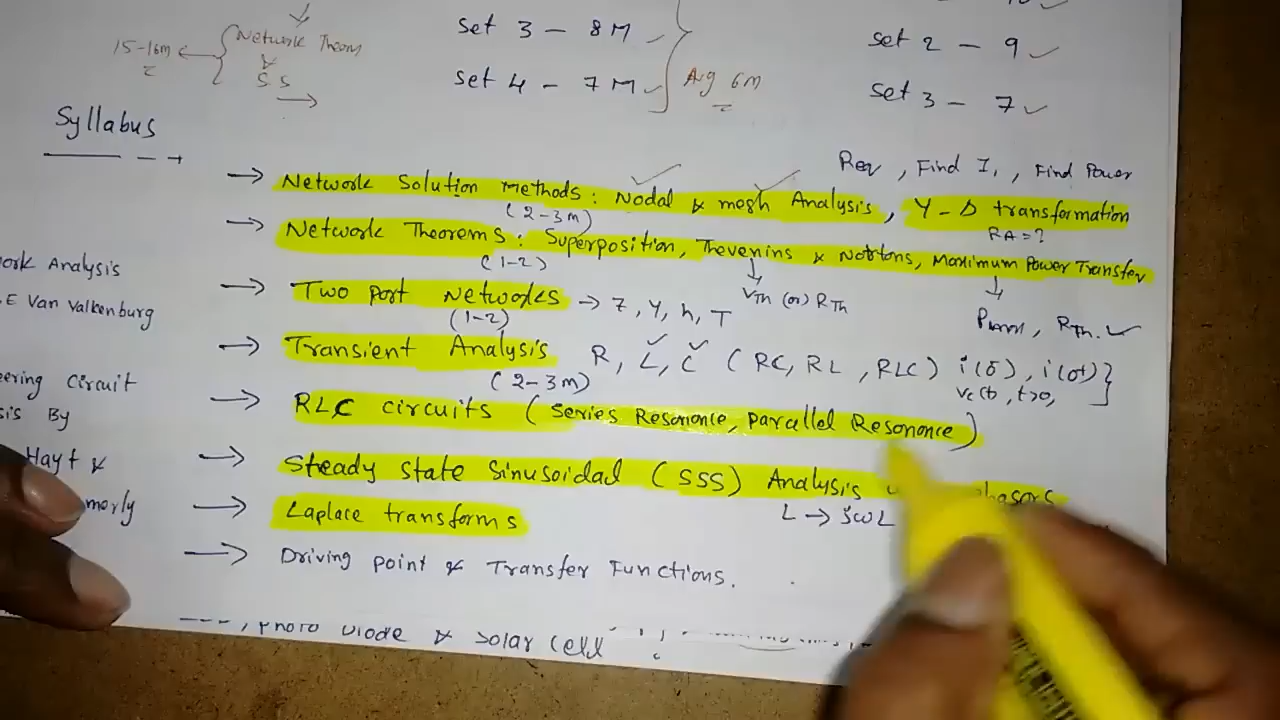 15-16m ← { Network Theory
&
S.S
→
set 3 - 8M
set 4 - 7M
Avg 6m
set 2 - 9
set 3 - 7
Syllabus
Req , Find I, , Find Power
→ Network Solution methods : Nodal & mesh Analysis, Y-Δ transformation
(2-3m)
RA = ?
→ Network Theorems : Superposition, Thevenins & Nortons, Maximum Power Transfer
(1-2)
VTh (or) RTh
Pmax, RTh.
→ Two port Networks → Z, Y, h, T
(1-2)
→ Transient Analysis R, L, C (RC, RL, RLC) i(0), i(0+)}
(2-3m)
Vc(t), t>0,
→ RLC circuits (series Resonance, parallel Resonance)
→ Steady state Sinusoidal (SSS) Analysis
L → jωL
→ Laplace transforms
→ Driving point & Transfer Functions.
ork Analysis
E Van Valkenburg
eering Circuit
sis By
Hayt &
merly
, photo diode & solar cell